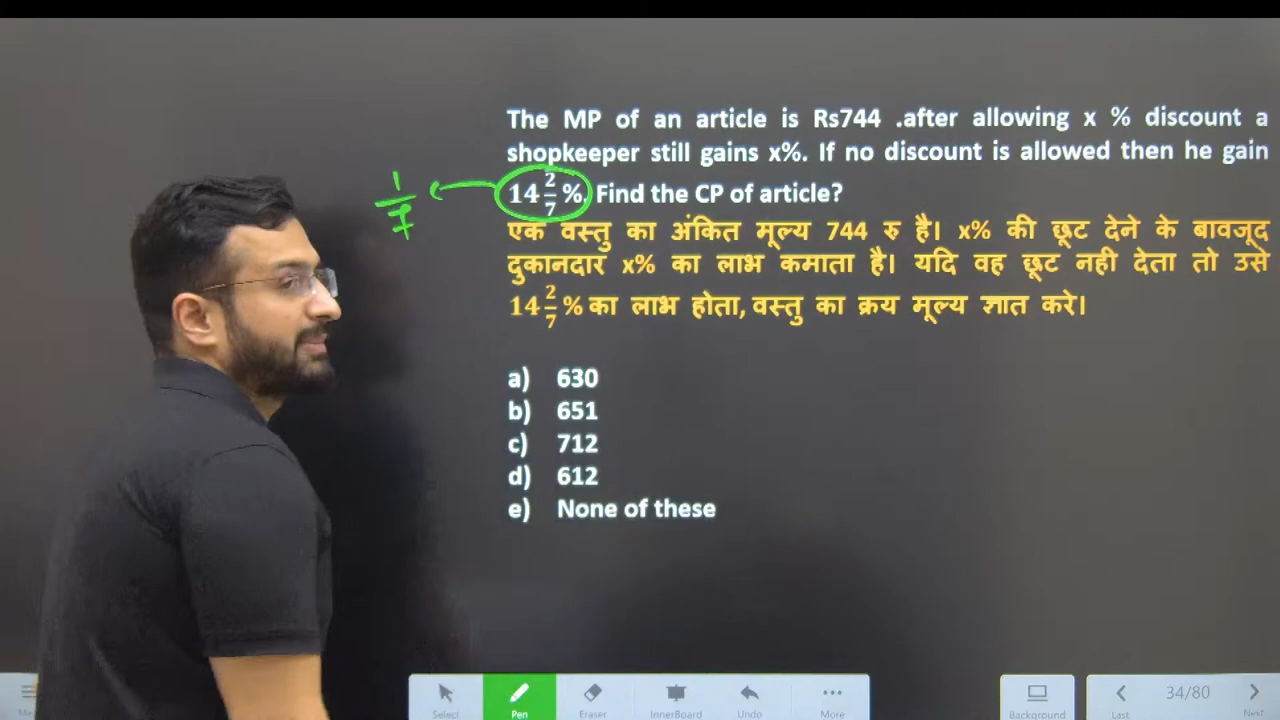 The MP of an article is Rs744 .after allowing x % discount a
shopkeeper still gains x%. If no discount is allowed then he gain
14 2/7 %. Find the CP of article?
1/7
एक वस्तु का अंकित मूल्य 744 रु है। x% की छूट देने के बावजूद
दुकानदार x% का लाभ कमाता है। यदि वह छूट नही देता तो उसे
14 2/7 % का लाभ होता, वस्तु का क्रय मूल्य ज्ञात करे।
a) 630
b) 651
c) 712
d) 612
e) None of these
Select
Pen
Eraser
InnerBoard
Undo
More
Background
Last
34/80
Next